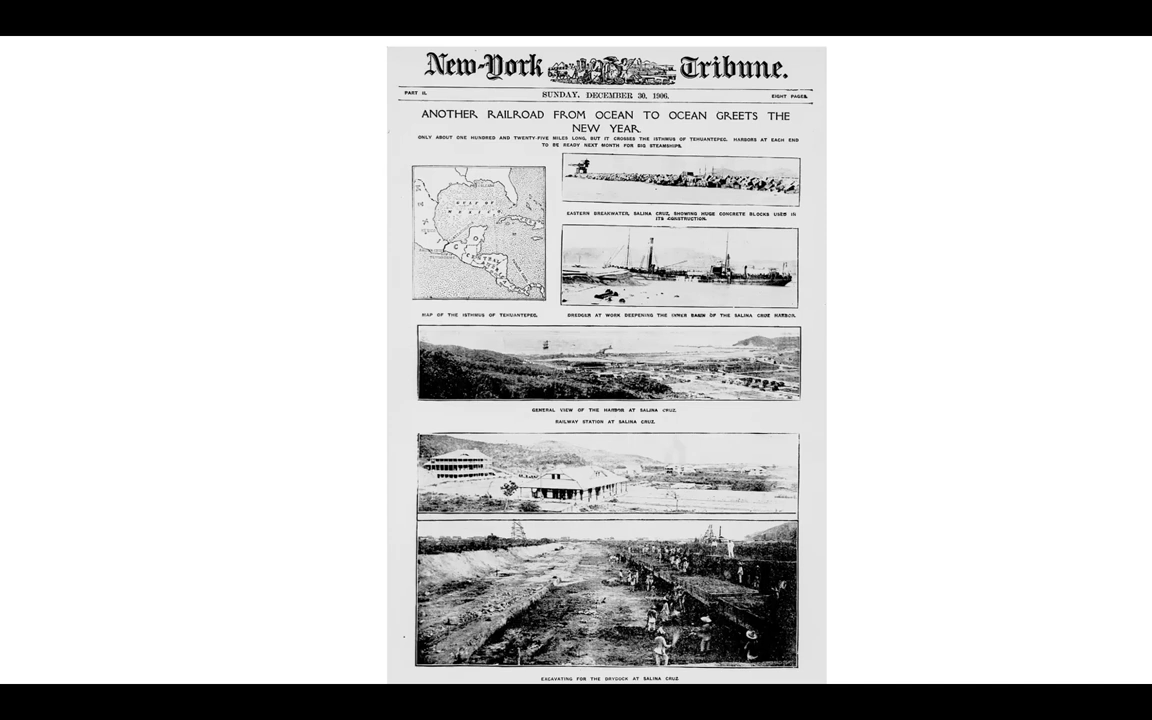 New-York Tribune.
PART II.
SUNDAY, DECEMBER 30, 1906.
EIGHT PAGES.
ANOTHER RAILROAD FROM OCEAN TO OCEAN GREETS THE
NEW YEAR.
ONLY ABOUT ONE HUNDRED AND TWENTY-FIVE MILES LONG, BUT IT CROSSES THE ISTHMUS OF TEHUANTEPEC. HARBORS AT EACH END
TO BE READY NEXT MONTH FOR BIG STEAMSHIPS.
GULF OF
MEXICO
EASTERN BREAKWATER, SALINA CRUZ, SHOWING HUGE CONCRETE BLOCKS USED IN
ITS CONSTRUCTION.
MAP OF THE ISTHMUS OF TEHUANTEPEC.
DREDGER AT WORK DEEPENING THE INNER BASIN OF THE SALINA CRUZ HARBOR.
GENERAL VIEW OF THE HARBOR AT SALINA CRUZ.
RAILWAY STATION AT SALINA CRUZ.
EXCAVATING FOR THE DRYDOCK AT SALINA CRUZ